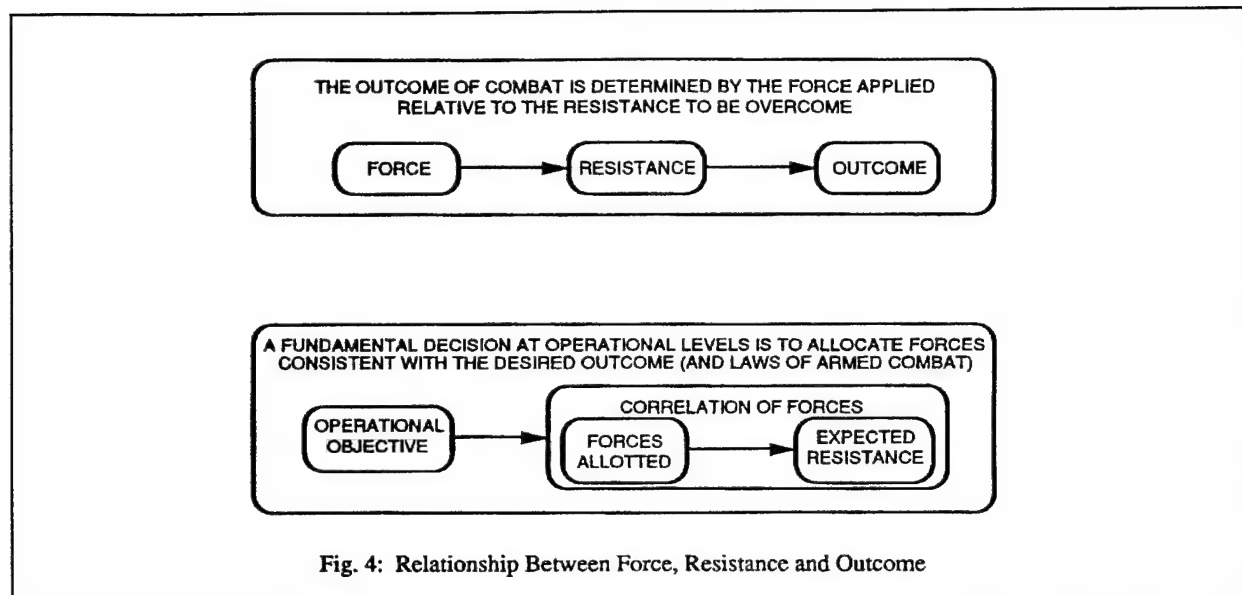 THE OUTCOME OF COMBAT IS DETERMINED BY THE FORCE APPLIED
RELATIVE TO THE RESISTANCE TO BE OVERCOME
FORCE
RESISTANCE
OUTCOME
A FUNDAMENTAL DECISION AT OPERATIONAL LEVELS IS TO ALLOCATE FORCES
CONSISTENT WITH THE DESIRED OUTCOME (AND LAWS OF ARMED COMBAT)
OPERATIONAL
OBJECTIVE
CORRELATION OF FORCES
FORCES
ALLOTTED
EXPECTED
RESISTANCE
Fig. 4: Relationship Between Force, Resistance and Outcome